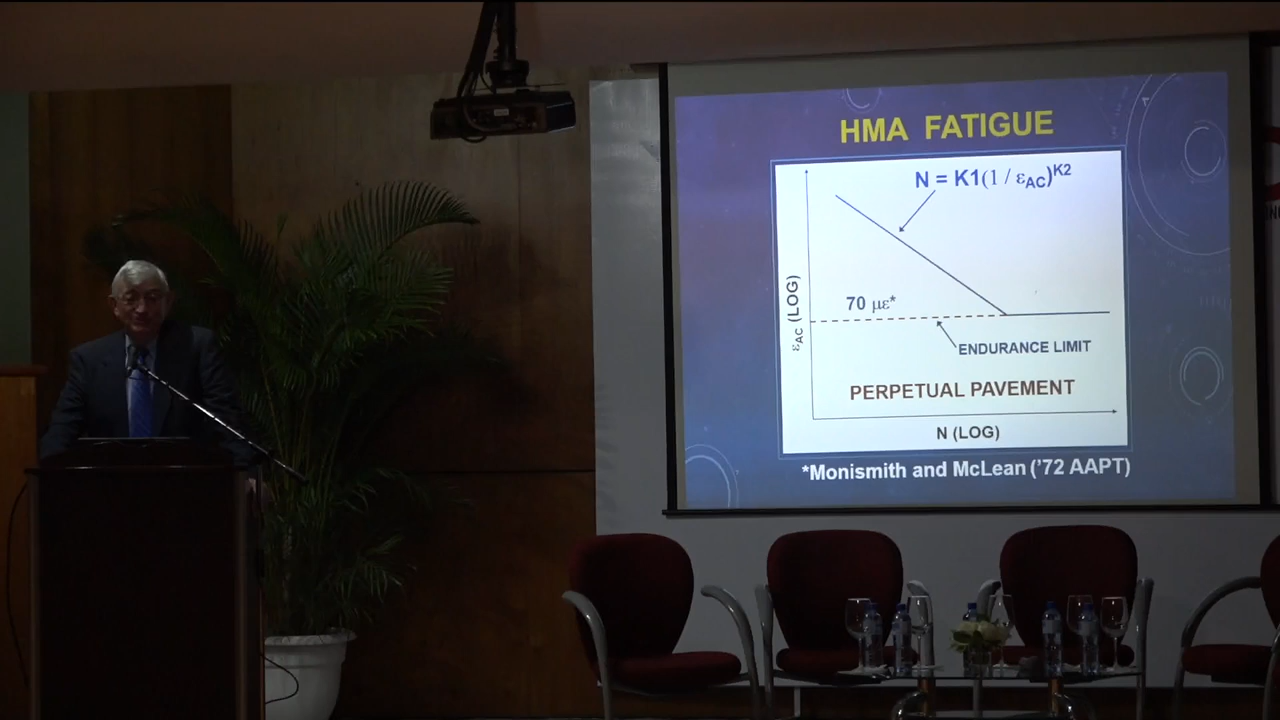 HMA FATIGUE
N = K1(1 / εAC)K2
70 με*
εAC (LOG)
ENDURANCE LIMIT
PERPETUAL PAVEMENT
N (LOG)
*Monismith and McLean ('72 AAPT)